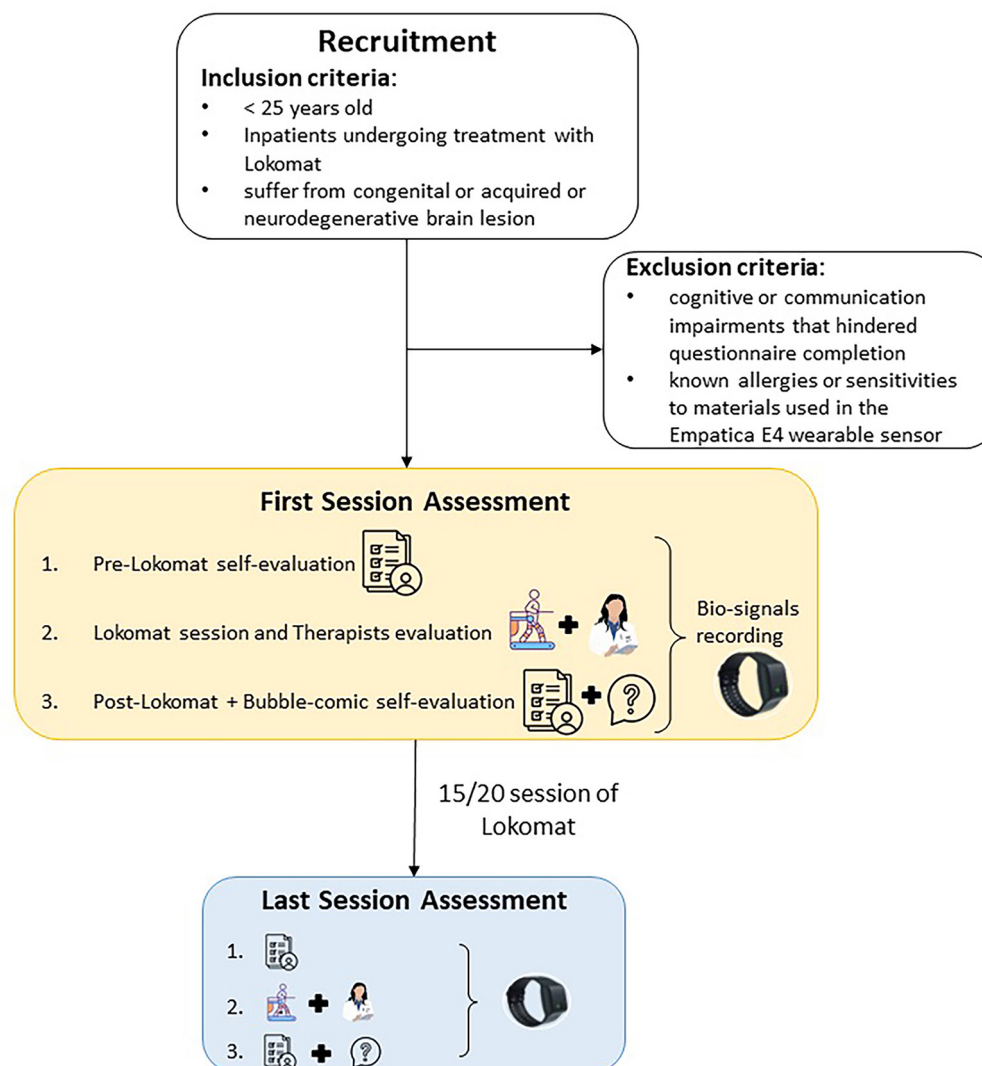 Recruitment
Inclusion criteria:
• < 25 years old
• Inpatients undergoing treatment with
Lokomat
• suffer from congenital or acquired or
neurodegenerative brain lesion
Exclusion criteria:
• cognitive or communication
impairments that hindered
questionnaire completion
• known allergies or sensitivities
to materials used in the
Empatica E4 wearable sensor
First Session Assessment
1. Pre-Lokomat self-evaluation
2. Lokomat session and Therapists evaluation
3. Post-Lokomat + Bubble-comic self-evaluation
Bio-signals
recording
15/20 session of
Lokomat
Last Session Assessment
1.
2.
3.